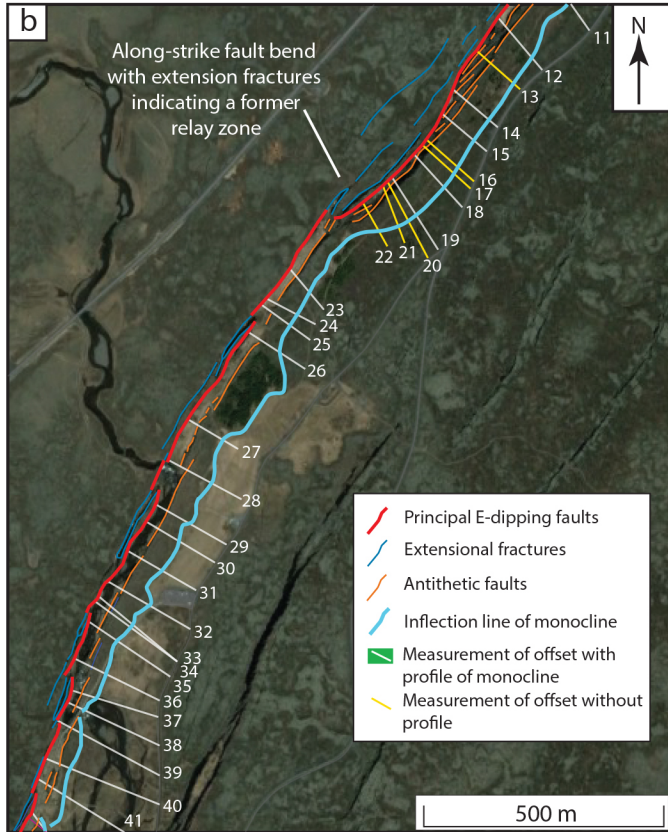 b
Along-strike fault bend
with extension fractures
indicating a former
relay zone
N
11
12
13
14
15
16
17
18
19
20
21
22
23
24
25
26
27
28
29
30
31
32
33
34
35
36
37
38
39
40
41
Principal E-dipping faults
Extensional fractures
Antithetic faults
Inflection line of monocline
Measurement of offset with
profile of monocline
Measurement of offset without
profile
500 m